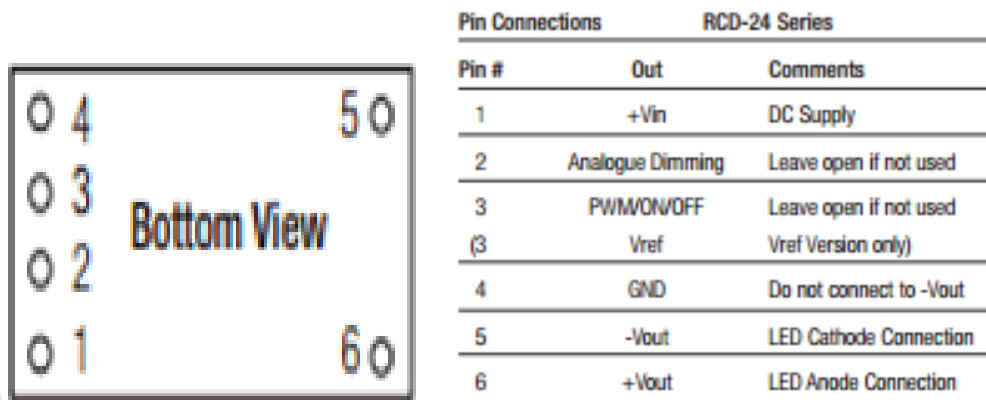 4 5
3
Bottom View
2
1 6
Pin Connections RCD-24 Series
Pin # Out Comments
1 +Vin DC Supply
2 Analogue Dimming Leave open if not used
3 PWM/ON/OFF Leave open if not used
(3 Vref Vref Version only)
4 GND Do not connect to -Vout
5 -Vout LED Cathode Connection
6 +Vout LED Anode Connection